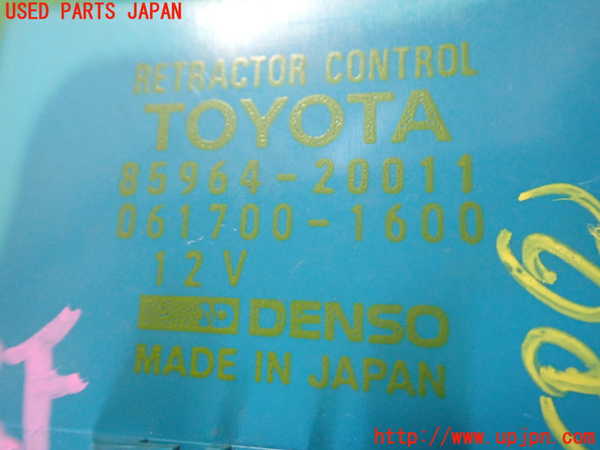 USED PARTS JAPAN
RETRACTOR CONTROL
TOYOTA
85964-20011
061700-1600
12V
DENSO
MADE IN JAPAN
http://www.upjpn.com/